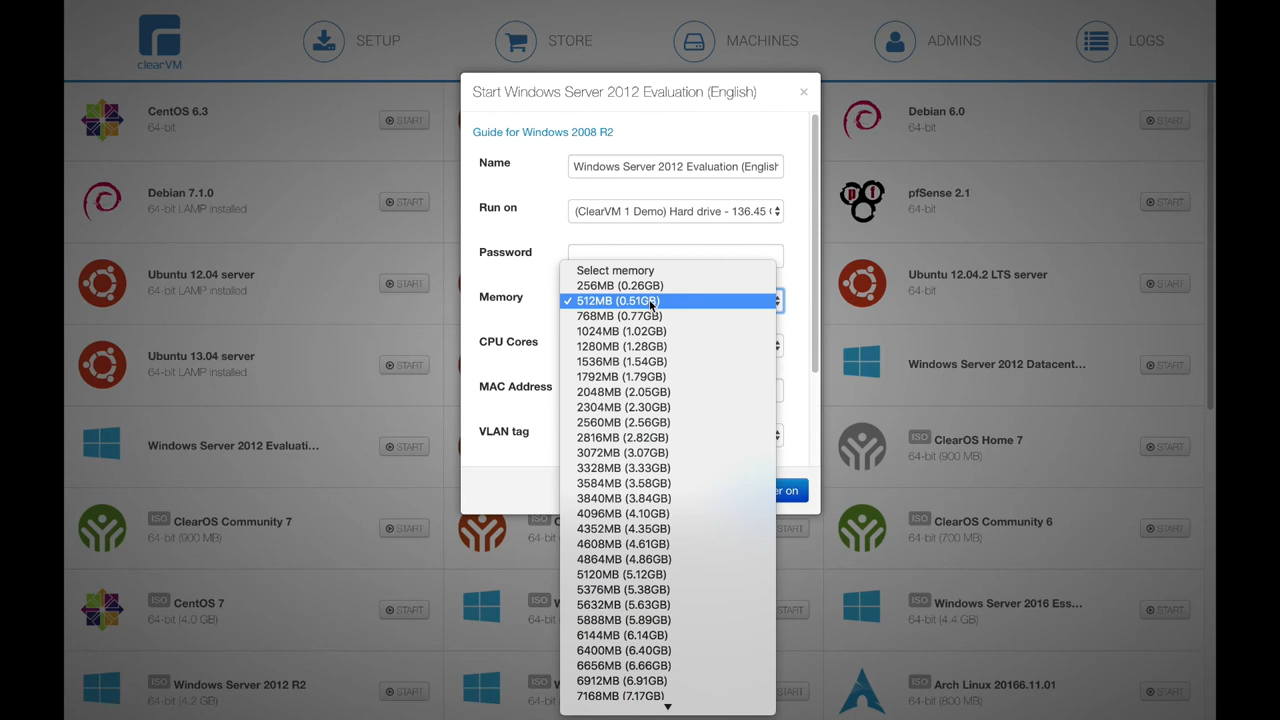 clearVM
SETUP
STORE
MACHINES
ADMINS
LOGS
Start Windows Server 2012 Evaluation (English)
×
Guide for Windows 2008 R2
Name
Windows Server 2012 Evaluation (English
Run on
(ClearVM 1 Demo) Hard drive - 136.45
Password
Memory
CPU Cores
MAC Address
VLAN tag
er on
Select memory
256MB (0.26GB)
✓ 512MB (0.51GB)
768MB (0.77GB)
1024MB (1.02GB)
1280MB (1.28GB)
1536MB (1.54GB)
1792MB (1.79GB)
2048MB (2.05GB)
2304MB (2.30GB)
2560MB (2.56GB)
2816MB (2.82GB)
3072MB (3.07GB)
3328MB (3.33GB)
3584MB (3.58GB)
3840MB (3.84GB)
4096MB (4.10GB)
4352MB (4.35GB)
4608MB (4.61GB)
4864MB (4.86GB)
5120MB (5.12GB)
5376MB (5.38GB)
5632MB (5.63GB)
5888MB (5.89GB)
6144MB (6.14GB)
6400MB (6.40GB)
6656MB (6.66GB)
6912MB (6.91GB)
7168MB (7.17GB)
CentOS 6.3
64-bit
START
Debian 7.1.0
64-bit LAMP installed
START
Ubuntu 12.04 server
64-bit LAMP installed
START
Ubuntu 13.04 server
64-bit LAMP installed
START
Windows Server 2012 Evaluati...
START
ISO ClearOS Community 7
64-bit (900 MB)
START
ISO CentOS 7
64-bit (4.0 GB)
START
ISO Windows Server 2012 R2
64-bit (4.2 GB)
START
ISO
64-bit
START
ISO
64-b
START
ISO
64-b
START
Debian 6.0
64-bit
START
pfSense 2.1
64-bit
START
Ubuntu 12.04.2 LTS server
64-bit
START
Windows Server 2012 Datacent...
START
ISO ClearOS Home 7
64-bit (900 MB)
START
ISO ClearOS Community 6
64-bit (700 MB)
START
ISO Windows Server 2016 Ess...
64-bit (4.4 GB)
START
ISO Arch Linux 20166.11.01
64-bit (800 MB)
START